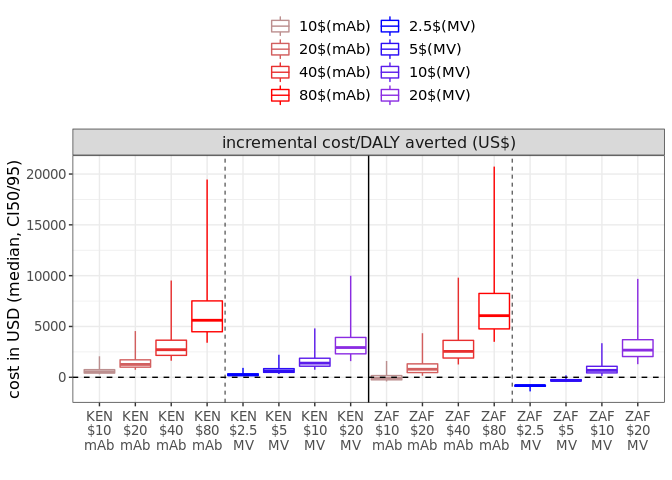 10$(mAb) 2.5$(MV)
20$(mAb) 5$(MV)
40$(mAb) 10$(MV)
80$(mAb) 20$(MV)
incremental cost/DALY averted (US$)
cost in USD (median, CI50/95)
20000
15000
10000
5000
0
KEN KEN KEN KEN KEN KEN KEN KEN ZAF ZAF ZAF ZAF ZAF ZAF ZAF ZAF
$10 $20 $40 $80 $2.5 $5 $10 $20 $10 $20 $40 $80 $2.5 $5 $10 $20
mAb mAb mAb mAb MV MV MV MV mAb mAb mAb mAb MV MV MV MV